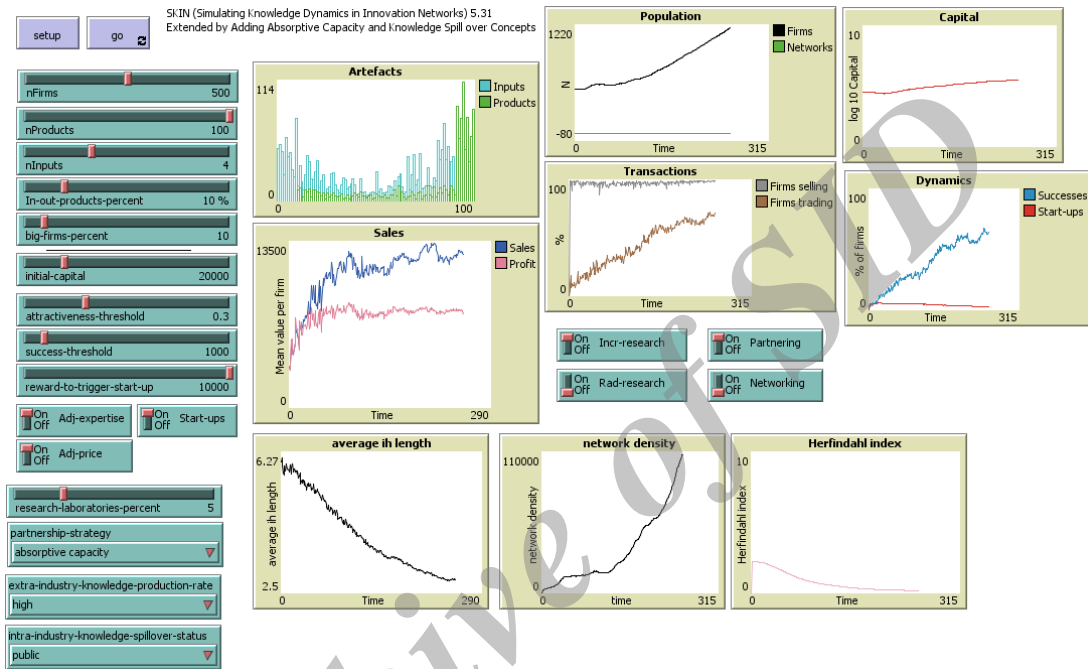 SKIN (Simulating Knowledge Dynamics in Innovation Networks) 5.31
Extended by Adding Absorptive Capacity and Knowledge Spill over Concepts
setup
go
nFirms 500
nProducts 100
nInputs 4
In-out-products-percent 10 %
big-firms-percent 10
initial-capital 20000
attractiveness-threshold 0.3
success-threshold 1000
reward-to-trigger-start-up 10000
On
Off
Adj-expertise
On
Off
Start-ups
On
Off
Adj-price
research-laboratories-percent 5
partnership-strategy
absorptive capacity
extra-industry-knowledge-production-rate
high
intra-industry-knowledge-spillover-status
public
Artefacts
114
0
0
100
Inputs
Products
Sales
13500
0
Mean value per firm
0
Time
290
Sales
Profit
Population
1220
N
-80
0
Time
315
Firms
Networks
Capital
10
log 10 Capital
0
0
Time
315
Transactions
100
%
0
0
Time
315
Firms selling
Firms trading
Dynamics
100
% of firms
0
0
Time
315
Successes
Start-ups
On
Off
Incr-research
On
Off
Partnering
On
Off
Rad-research
On
Off
Networking
average ih length
6.27
average ih length
2.5
0
Time
290
network density
110000
network density
0
0
time
315
Herfindahl index
10
Herfindahl index
0
0
Time
315
hive of SID